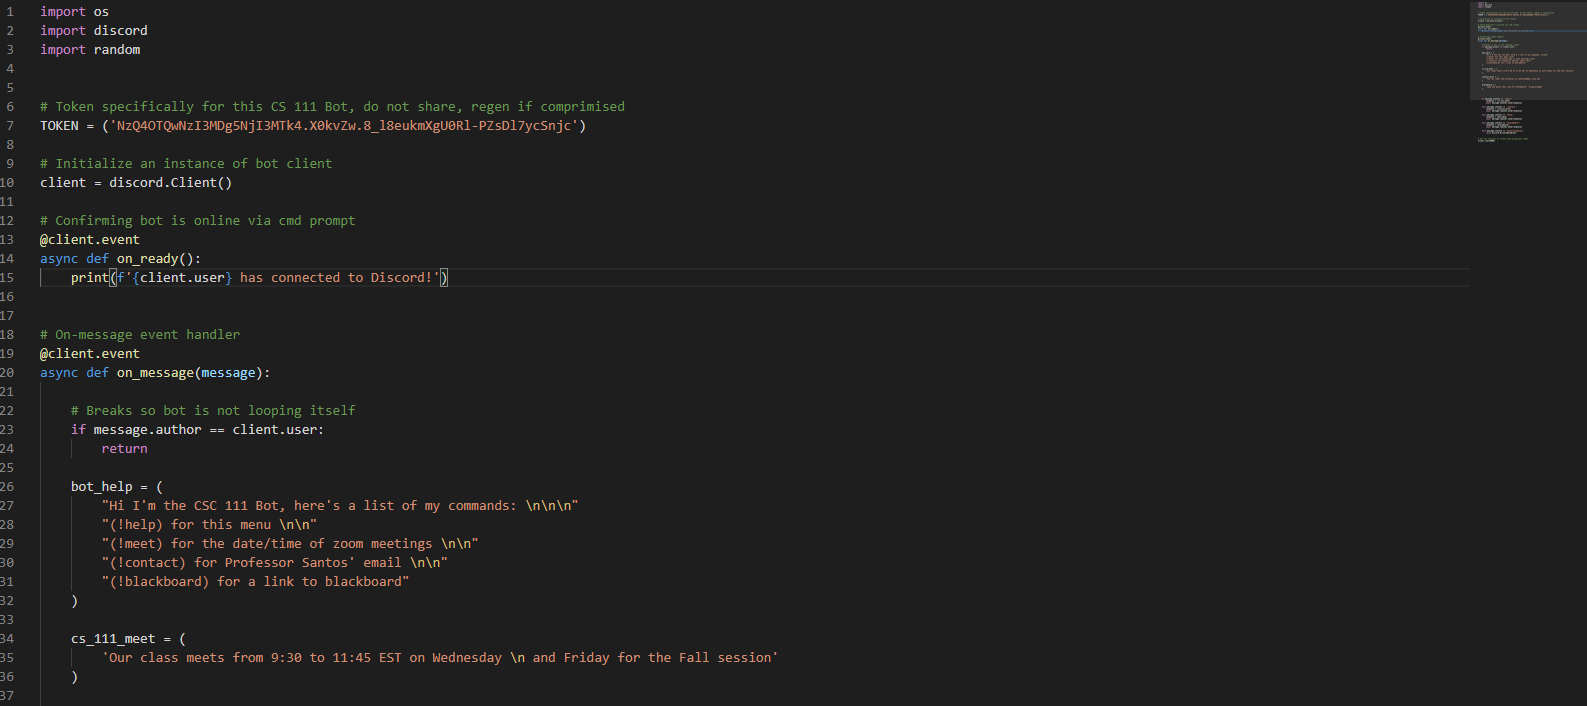 1 import os
2 import discord
3 import random
4
5
6 # Token specifically for this CS 111 Bot, do not share, regen if comprimised
7 TOKEN = ('NzQ4OTQwNzI3MDg5NjI3MTk4.X0kvZw.8_l8eukmXgU0Rl-PZsDl7ycSnjc')
8
9 # Initialize an instance of bot client
10 client = discord.Client()
11
12 # Confirming bot is online via cmd prompt
13 @client.event
14 async def on_ready():
15     print(f'{client.user} has connected to Discord!')
16
17
18 # On-message event handler
19 @client.event
20 async def on_message(message):
21
22     # Breaks so bot is not looping itself
23     if message.author == client.user:
24         return
25
26     bot_help = (
27         "Hi I'm the CSC 111 Bot, here's a list of my commands: \n\n\n"
28         "(!help) for this menu \n\n"
29         "(!meet) for the date/time of zoom meetings \n\n"
30         "(!contact) for Professor Santos' email \n\n"
31         "(!blackboard) for a link to blackboard"
32     )
33
34     cs_111_meet = (
35         'Our class meets from 9:30 to 11:45 EST on Wednesday \n and Friday for the Fall session'
36     )
37